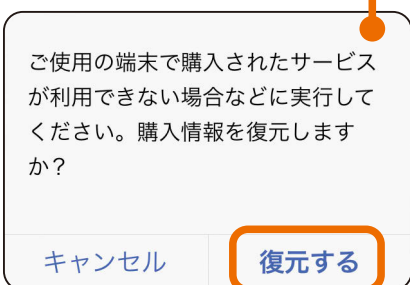 ご使用の端末で購入されたサービス
が利用できない場合などに実行して
ください。購入情報を復元します
か？
キャンセル
復元する